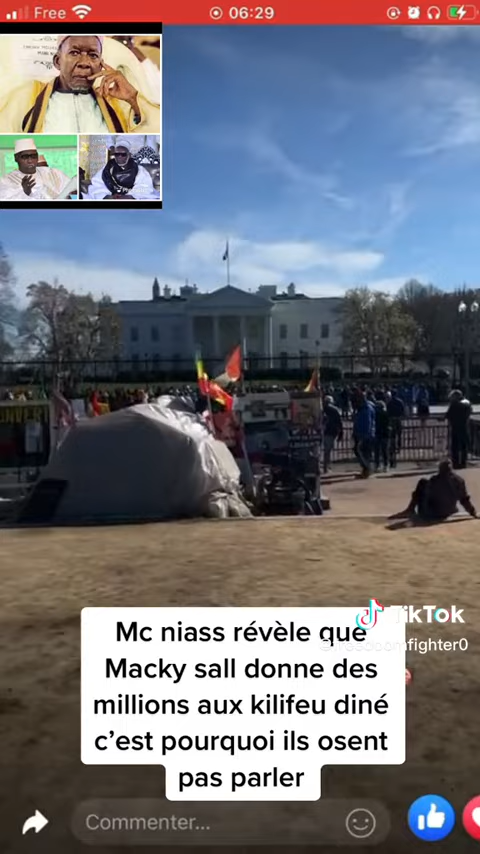 Free
06:29
TikTok
Mc niass révèle que
Macky sall donne des
millions aux kilifeu diné
c’est pourquoi ils osent
pas parler
Commenter...